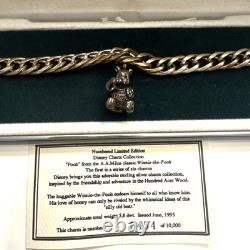 Numbered Limited Edition
Disney Charm Collection
"Pooh" from the A.A.Milne classic Winnie-the-Pooh
The first in a series of six charms
Disney brings you this adorable sterling silver charm collection,
inspired by the friendship and adventure in the Hundred Acre Wood.
The huggable Winnie-the-Pooh endears himself to all who know him.
His love of honey can only be rivaled by the whimsical ideas of this
"silly old bear."
Approximate total weight 5.0 dwt. Issued June, 1995
This charm is number of 10,000